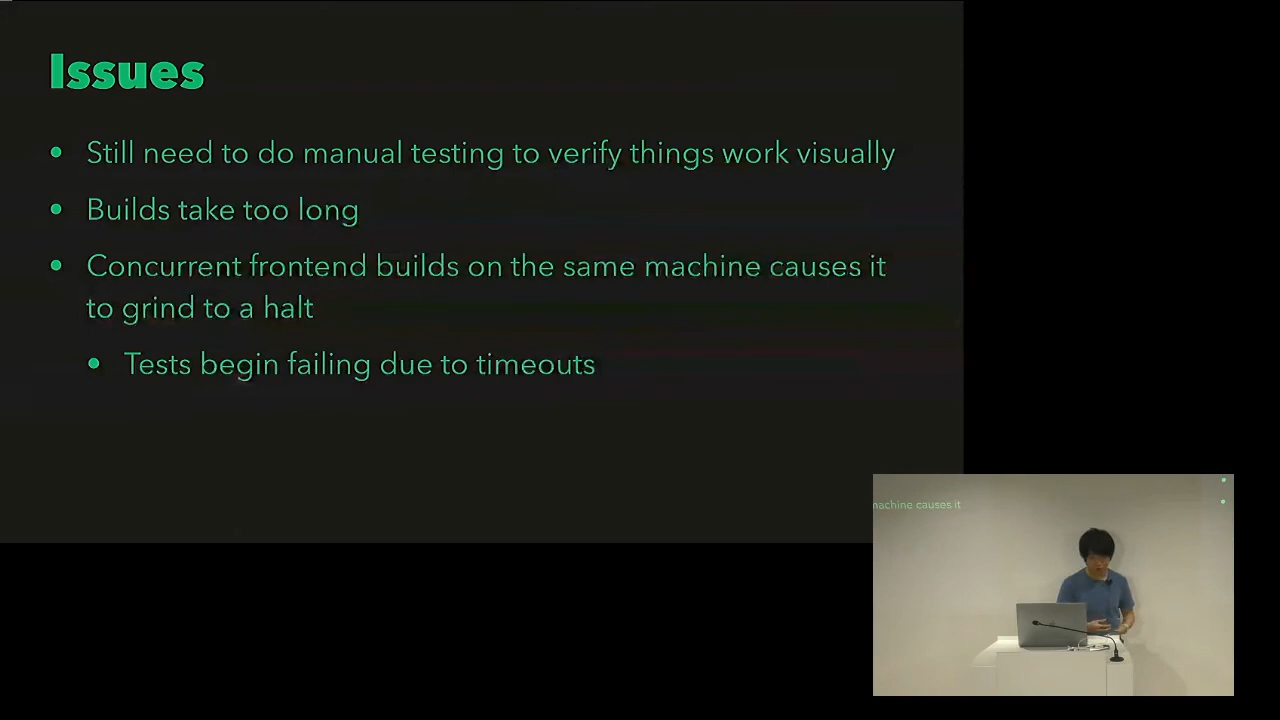 Issues
Still need to do manual testing to verify things work visually
Builds take too long
Concurrent frontend builds on the same machine causes it
to grind to a halt
Tests begin failing due to timeouts
machine causes it